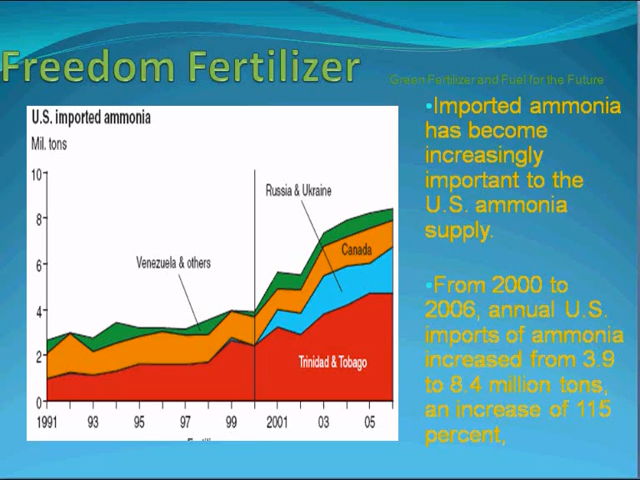 Freedom Fertilizer
Green Fertilizer and Fuel for the Future
U.S. imported ammonia
Mil. tons
10
8
6
4
2
0
Russia & Ukraine
Venezuela & others
Canada
Trinidad & Tobago
1991 93 95 97 99 2001 03 05
•Imported ammonia
has become
increasingly
important to the
U.S. ammonia
supply.
•From 2000 to
2006, annual U.S.
imports of ammonia
increased from 3.9
to 8.4 million tons,
an increase of 115
percent,